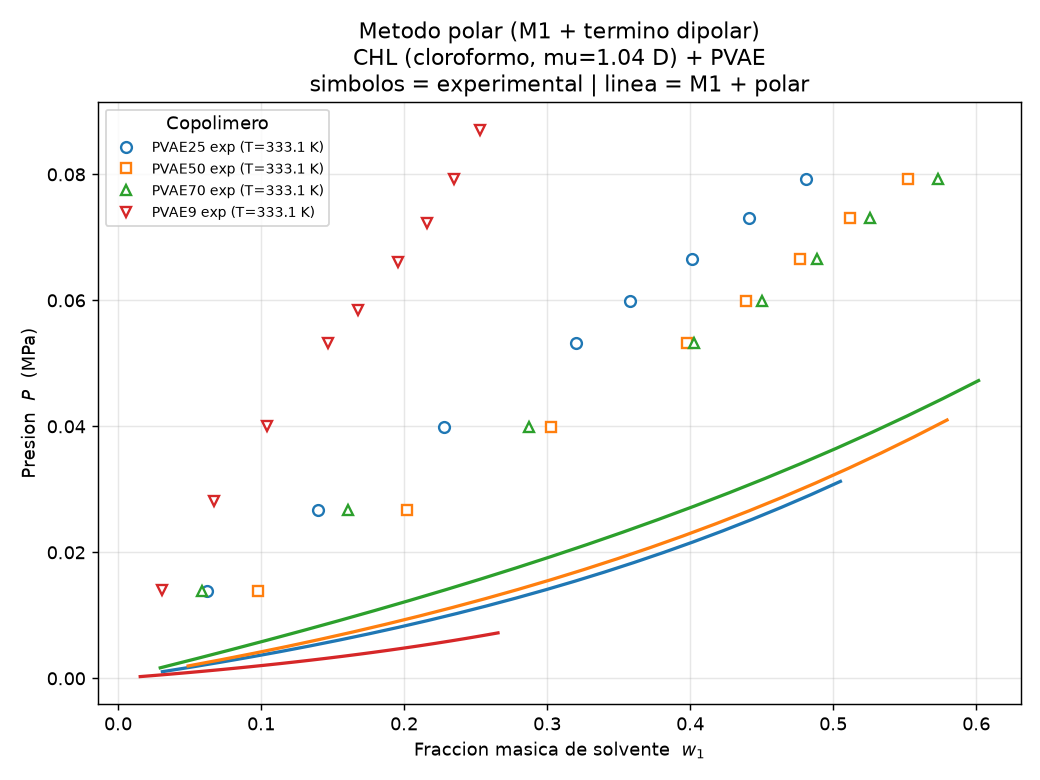 Metodo polar (M1 + termino dipolar)
CHL (cloroformo, mu=1.04 D) + PVAE
simbolos = experimental | linea = M1 + polar
Copolimero
PVAE25 exp (T=333.1 K)
PVAE50 exp (T=333.1 K)
PVAE70 exp (T=333.1 K)
PVAE9 exp (T=333.1 K)
Presion P (MPa)
0.08
0.06
0.04
0.02
0.00
0.0 0.1 0.2 0.3 0.4 0.5 0.6
Fraccion masica de solvente w₁